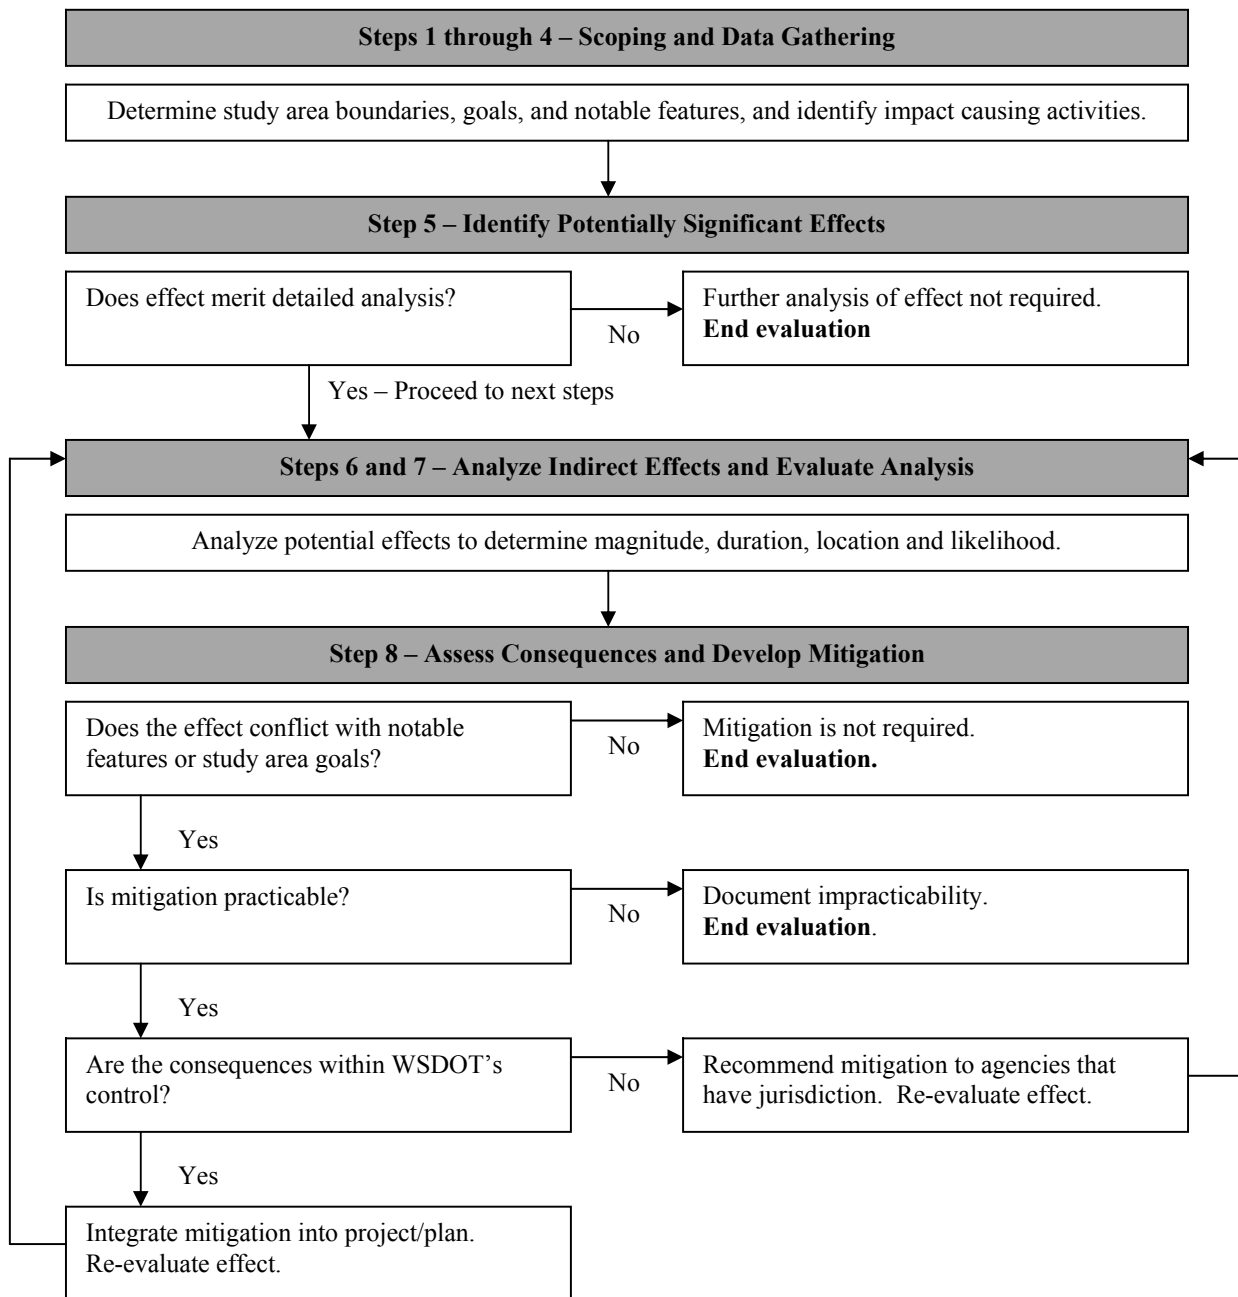 Steps 1 through 4 – Scoping and Data Gathering
Determine study area boundaries, goals, and notable features, and identify impact causing activities.
Step 5 – Identify Potentially Significant Effects
Does effect merit detailed analysis?
No
Further analysis of effect not required.
End evaluation
Yes – Proceed to next steps
Steps 6 and 7 – Analyze Indirect Effects and Evaluate Analysis
Analyze potential effects to determine magnitude, duration, location and likelihood.
Step 8 – Assess Consequences and Develop Mitigation
Does the effect conflict with notable
features or study area goals?
No
Mitigation is not required.
End evaluation.
Yes
Is mitigation practicable?
No
Document impracticability.
End evaluation.
Yes
Are the consequences within WSDOT’s
control?
No
Recommend mitigation to agencies that
have jurisdiction.  Re-evaluate effect.
Yes
Integrate mitigation into project/plan.
Re-evaluate effect.